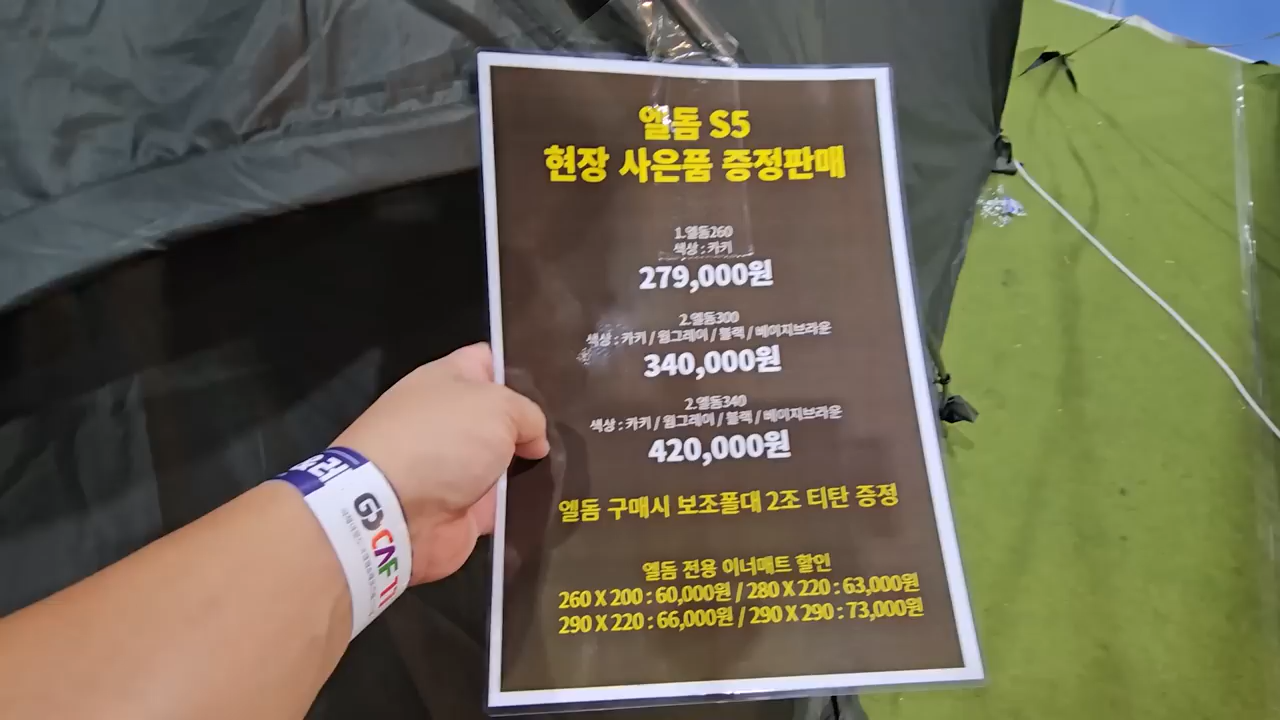 엘돔 S5
현장 사은품 증정판매
1.엘돔260
색상 : 카키
279,000원
2.엘돔300
색상 : 카키 / 웜그레이 / 블랙 / 베이지브라운
340,000원
2.엘돔340
색상 : 카키 / 웜그레이 / 블랙 / 베이지브라운
420,000원
엘돔 구매시 보조폴대 2조 티탄 증정
엘돔 전용 이너매트 할인
260 X 200 : 60,000원 / 280 X 220 : 63,000원
290 X 220 : 66,000원 / 290 X 290 : 73,000원
GOCAF